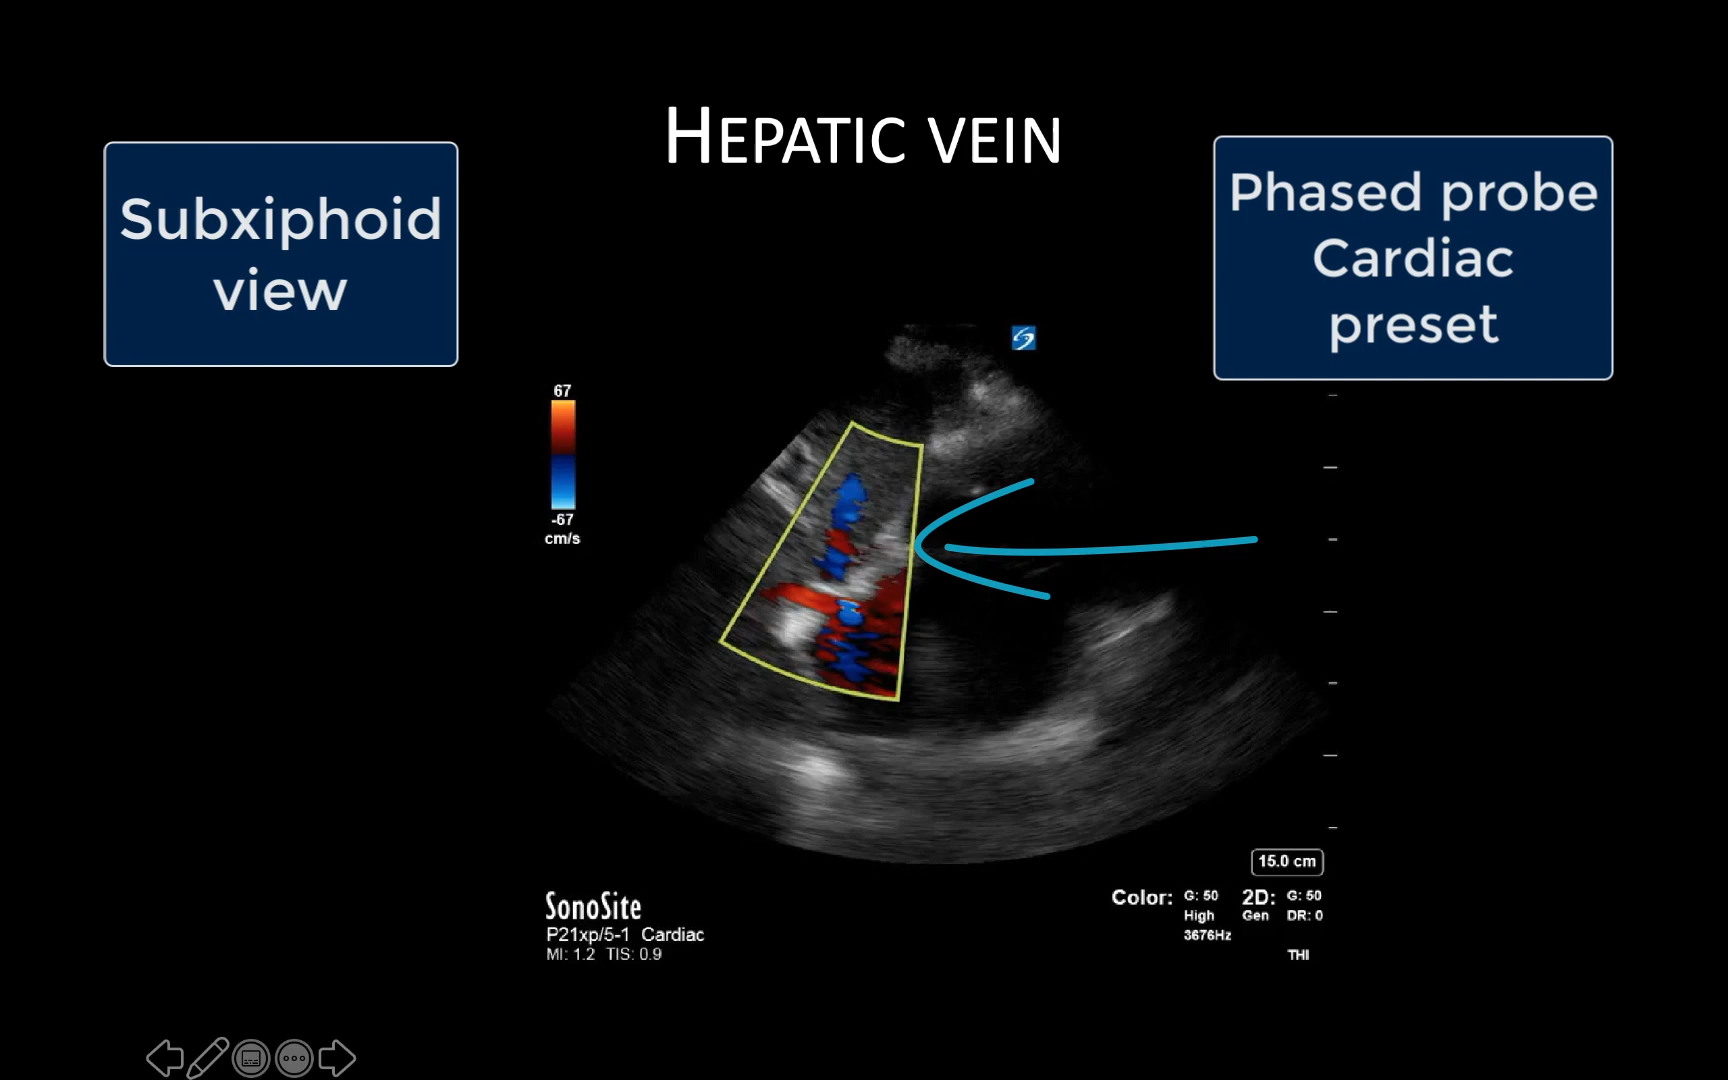 HEPATIC VEIN
Subxiphoid
view
Phased probe
Cardiac
preset
67
-67
cm/s
15.0 cm
SonoSite
P21xp/5-1 Cardiac
MI: 1.2 TIS: 0.9
Color: G: 50 2D: G: 50
High Gen DR: 0
3676Hz
THI